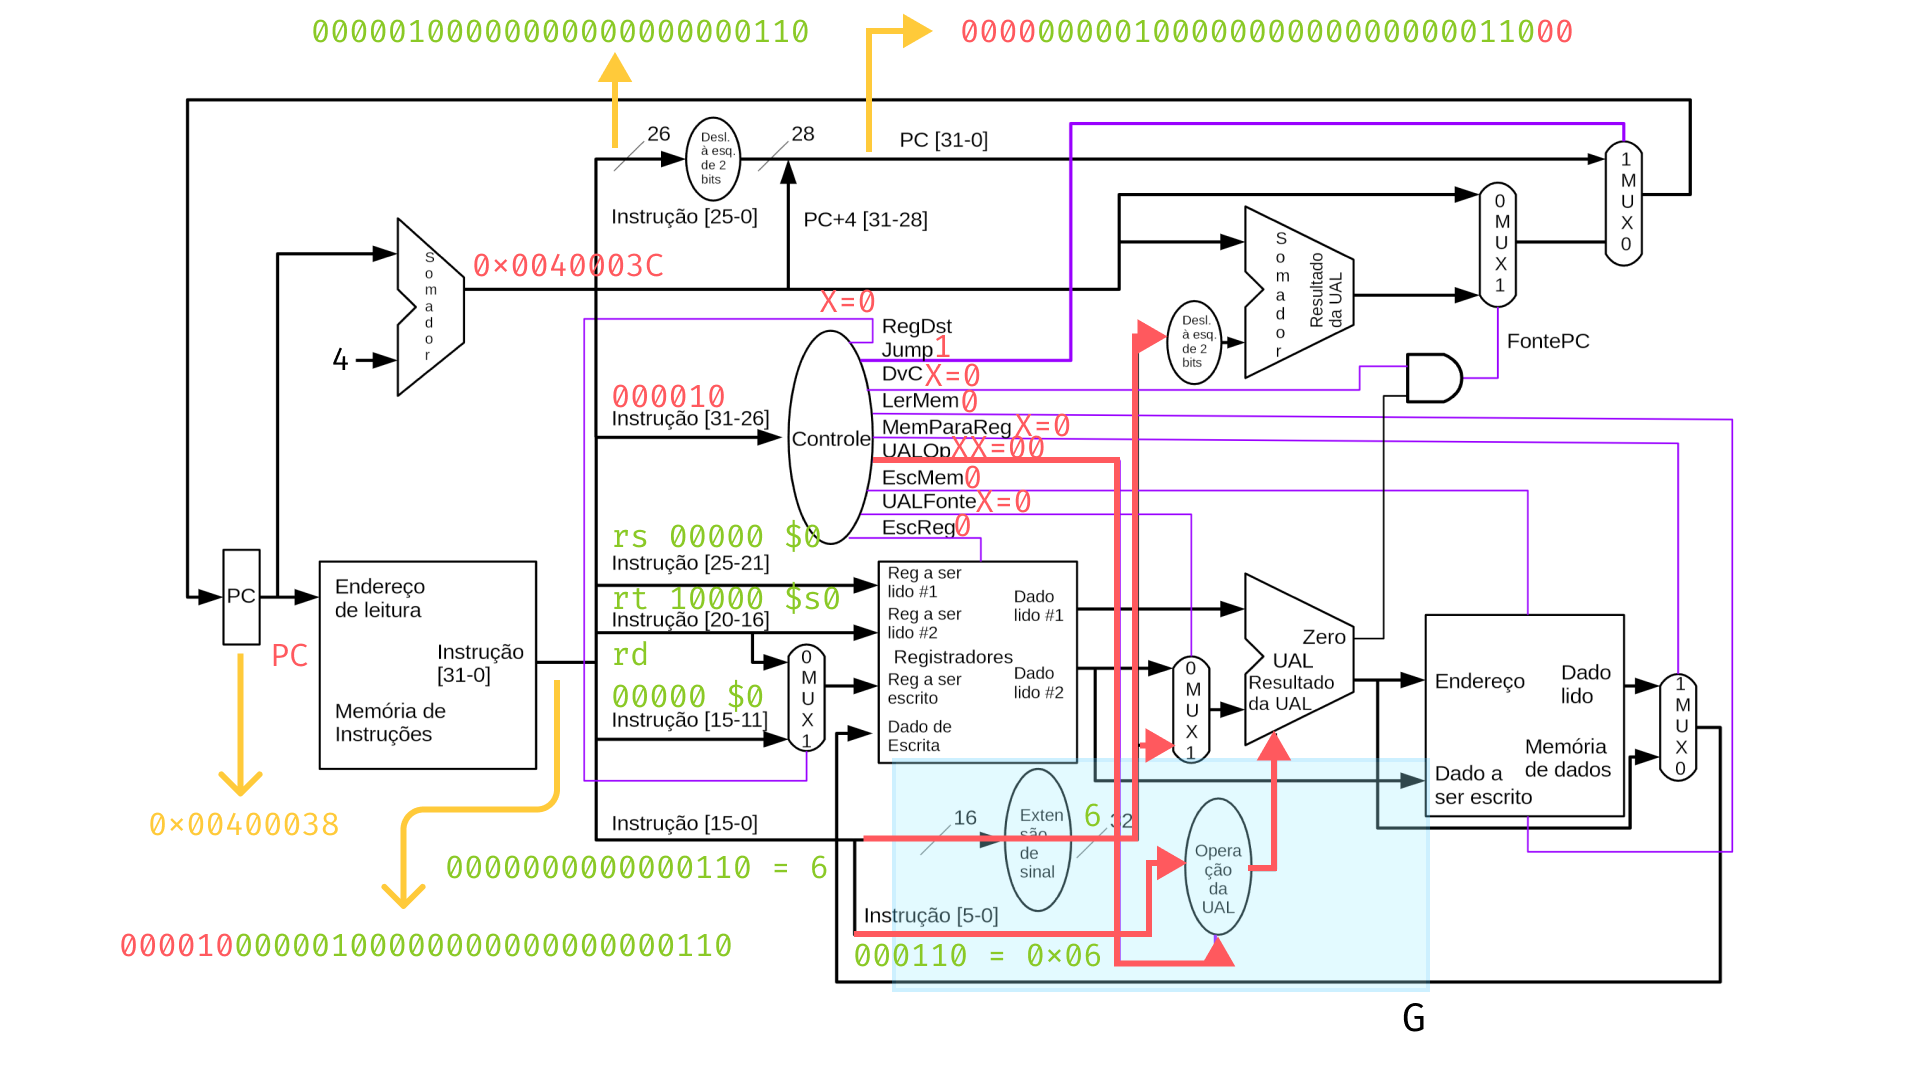 00000100000000000000000110
00000000010000000000000000011000
26
Desl.
à esq.
de 2
bits
28
PC [31-0]
1
M
U
X
0
Instrução [25-0]
PC+4 [31-28]
0
M
U
X
1
S
o
m
a
d
o
r
Resultado
da UAL
S
o
m
a
d
o
r
0×0040003C
X=0
4
RegDst
Jump 1
DvC X=0
LerMem 0
MemParaReg X=0
UALOp XX=00
EscMem 0
UALFonte X=0
EscReg 0
Desl.
à esq.
de 2
bits
FontePC
000010
Instrução [31-26]
Controle
rs 00000 $0
Instrução [25-21]
rt 10000 $s0
Instrução [20-16]
rd
00000 $0
Instrução [15-11]
0
M
U
X
1
PC
PC
Endereço
de leitura
Instrução
[31-0]
Memória de
Instruções
Reg a ser
lido #1
Reg a ser
lido #2
Registradores
Reg a ser
escrito
Dado de
Escrita
Dado
lido #1
Dado
lido #2
0
M
U
X
1
Zero
UAL
Resultado
da UAL
Endereço
Dado
lido
Memória
de dados
Dado a
ser escrito
1
M
U
X
0
0×00400038
Instrução [15-0]
16
Exten
são
de
sinal
6
32
0000000000000110 = 6
Opera
ção
da
UAL
Instrução [5-0]
000110 = 0×06
00001000000100000000000000000110
G